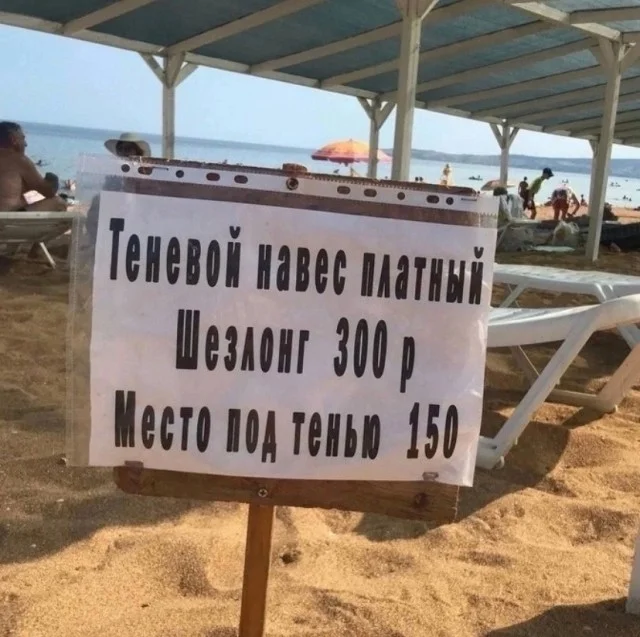 Теневой навес платный
Шезлонг 300 р
Место под тенью 150